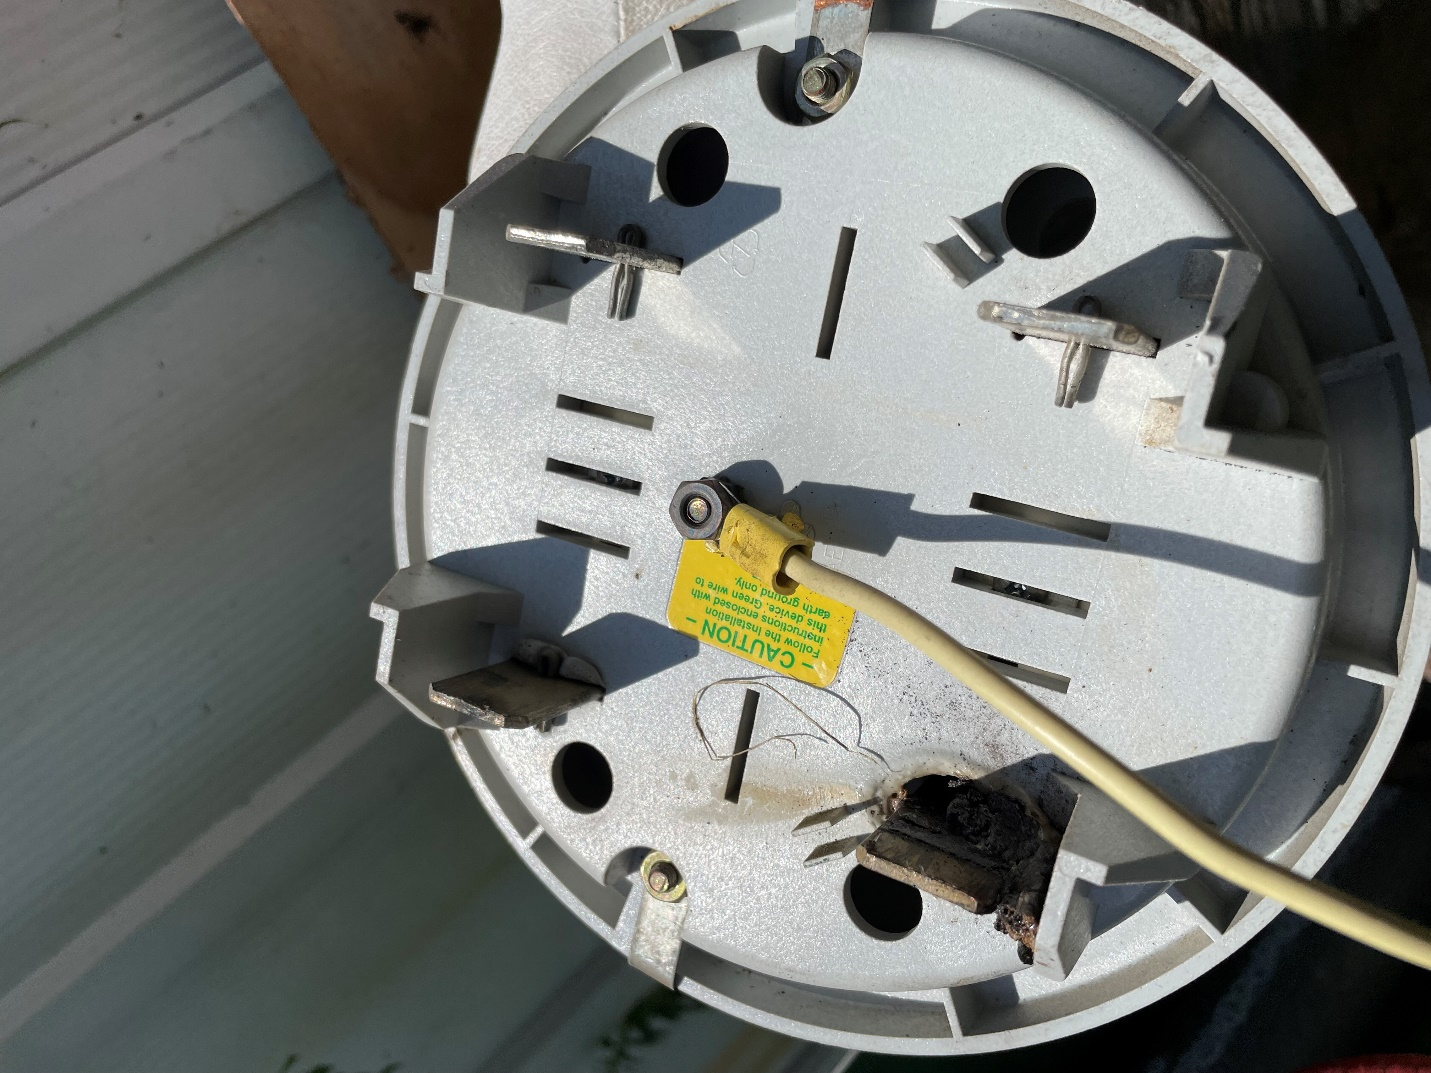 – CAUTION –
Follow the Installation
instructions enclosed with
this device. Green wire to
earth ground only.